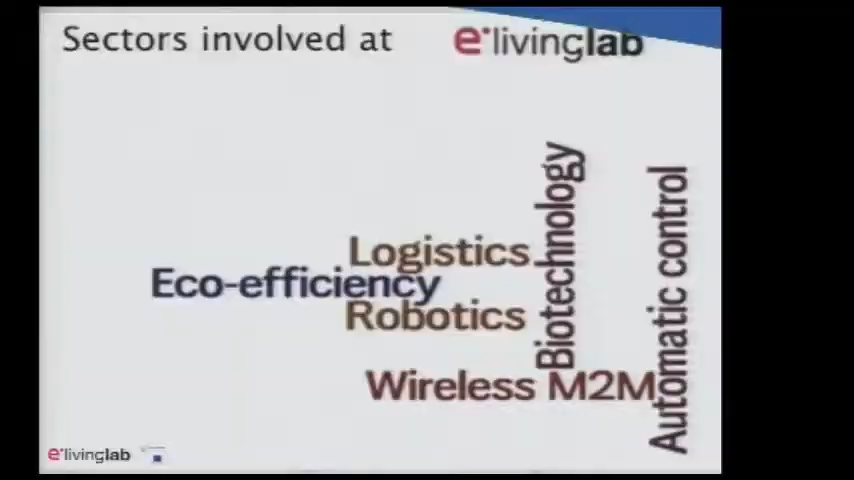 Sectors involved at
e·livinglab
Logistics
Eco-efficiency
Robotics
Biotechnology
Wireless M2M
Automatic control
e·livinglab